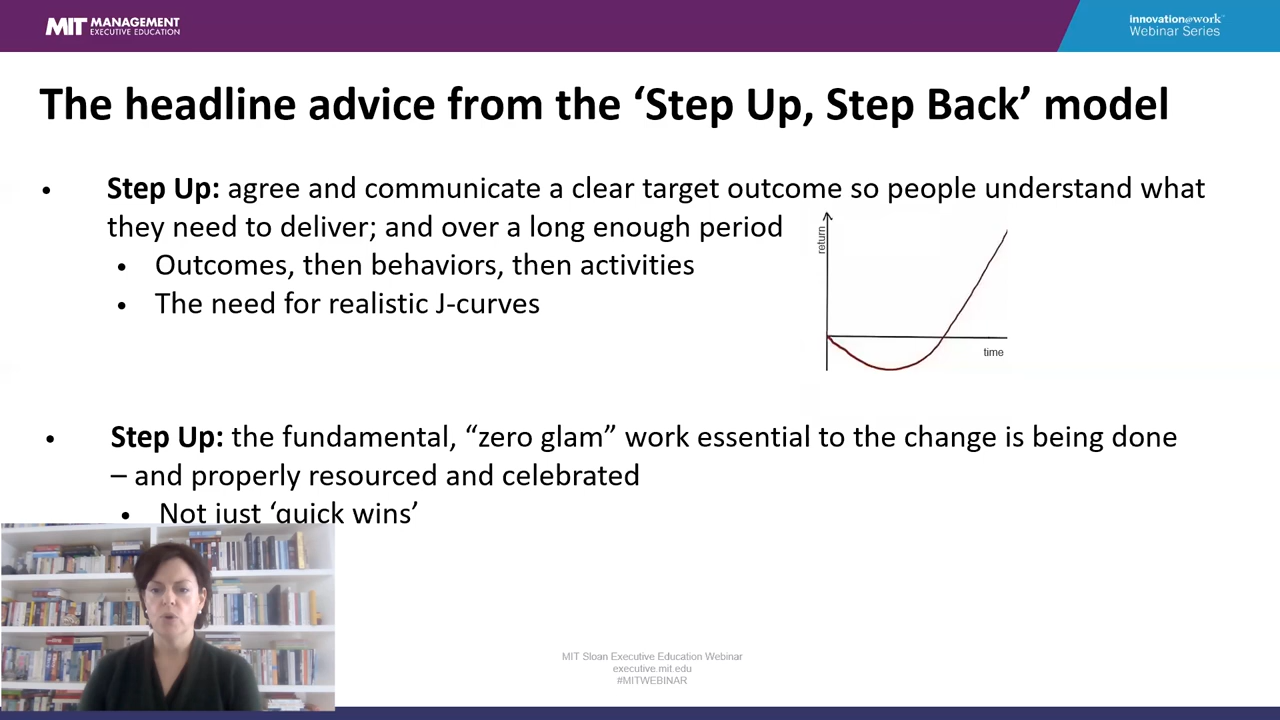 MIT MANAGEMENT
EXECUTIVE EDUCATION
innovation@work
Webinar Series
The headline advice from the ‘Step Up, Step Back’ model
• Step Up: agree and communicate a clear target outcome so people understand what
they need to deliver; and over a long enough period
• Outcomes, then behaviors, then activities
• The need for realistic J-curves
return
time
• Step Up: the fundamental, “zero glam” work essential to the change is being done
– and properly resourced and celebrated
• Not just ‘quick wins’
MIT Sloan Executive Education Webinar
executive.mit.edu
#MITWEBINAR